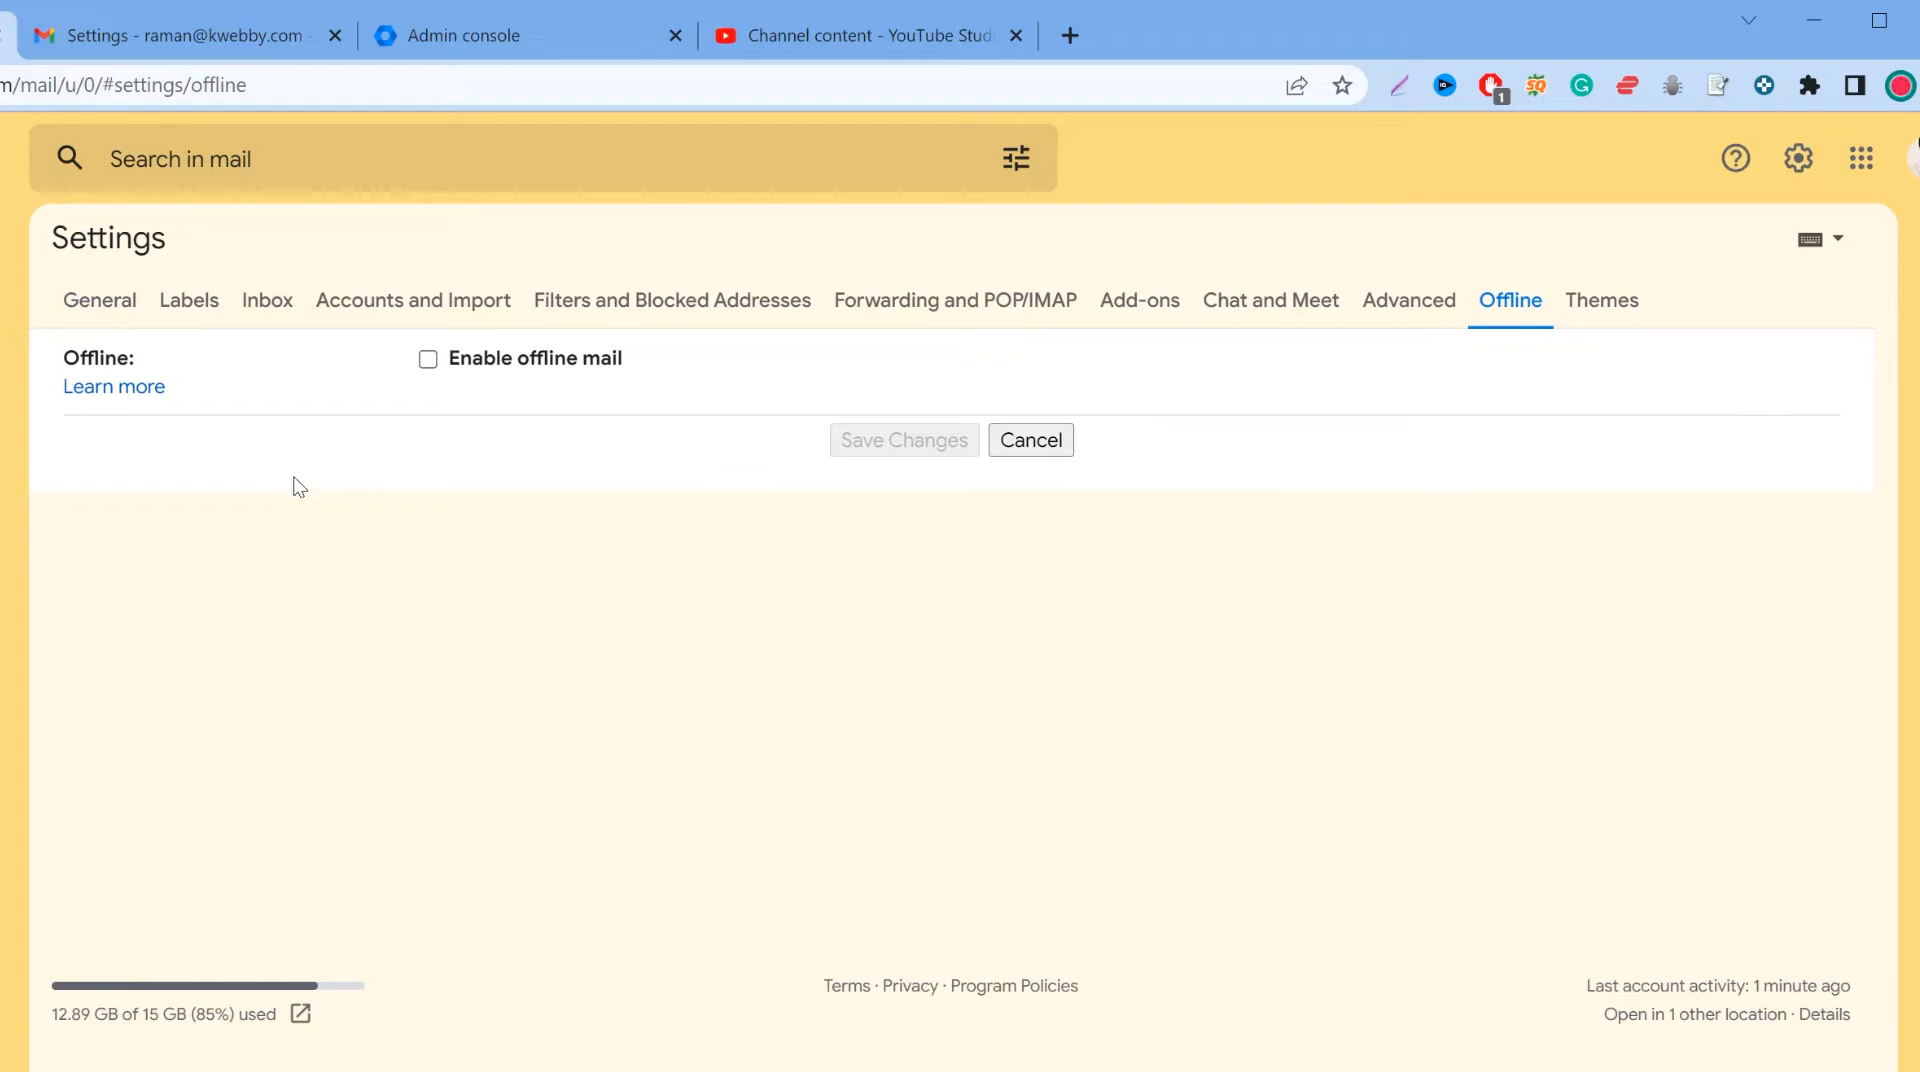 Settings - raman@kwebby.com -
Admin console
Channel content - YouTube Studi
m/mail/u/0/#settings/offline
1
SQ
G
Search in mail
Settings
General Labels Inbox Accounts and Import Filters and Blocked Addresses Forwarding and POP/IMAP Add-ons Chat and Meet Advanced Offline Themes
Offline: Enable offline mail
Learn more
Save Changes Cancel
Terms · Privacy · Program Policies Last account activity: 1 minute ago
12.89 GB of 15 GB (85%) used Open in 1 other location · Details